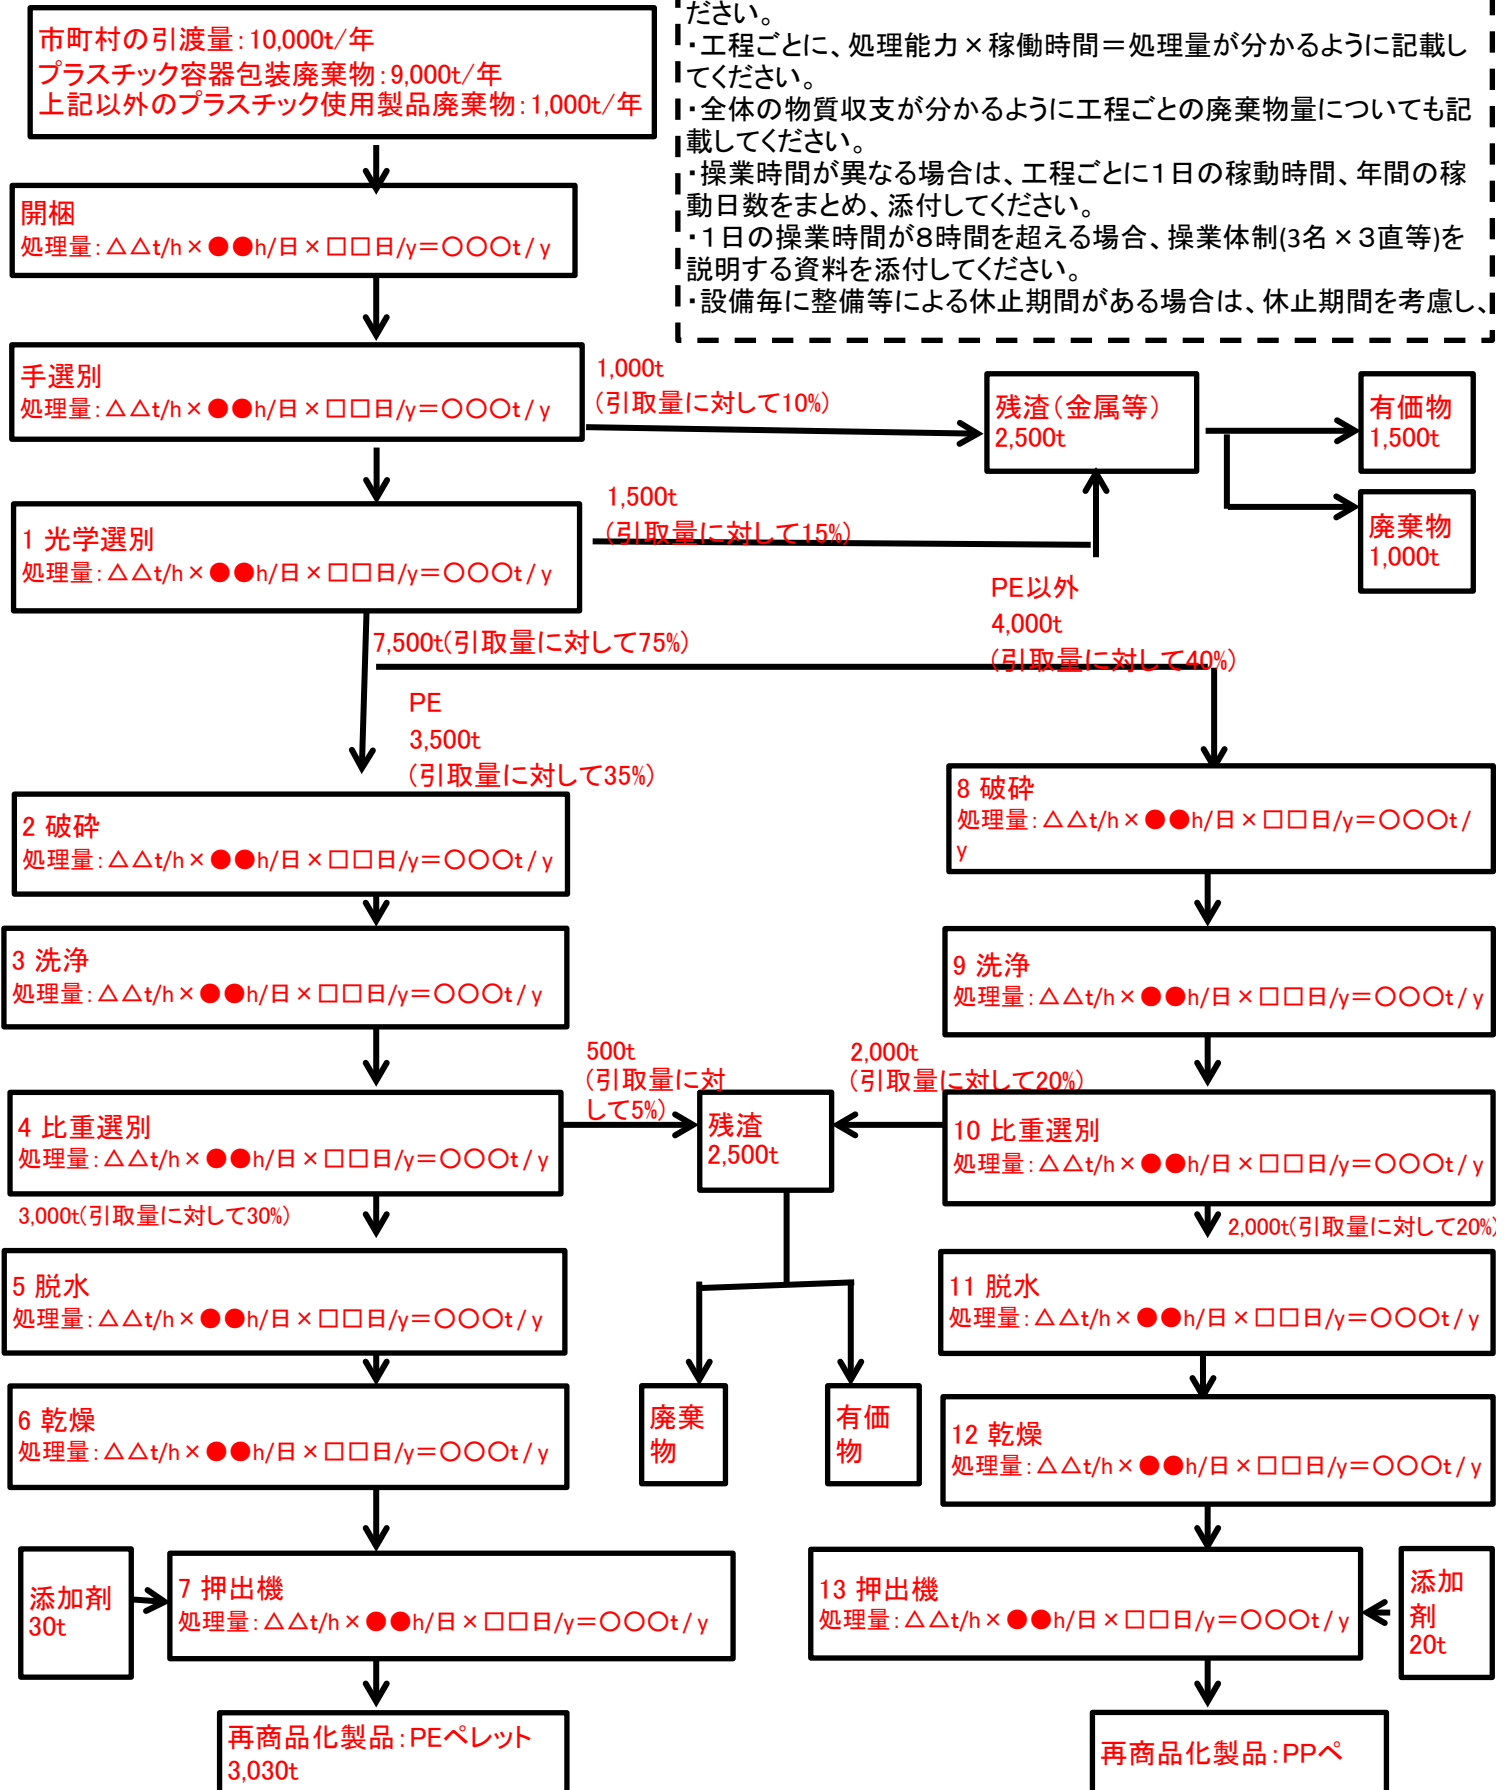 ださい。
・工程ごとに、処理能力×稼働時間＝処理量が分かるように記載し
てください。
・全体の物質収支が分かるように工程ごとの廃棄物量についても記
載してください。
・操業時間が異なる場合は、工程ごとに１日の稼動時間、年間の稼
動日数をまとめ、添付してください。
・１日の操業時間が８時間を超える場合、操業体制(3名×３直等)を
説明する資料を添付してください。
・設備毎に整備等による休止期間がある場合は、休止期間を考慮し、
市町村の引渡量：10,000t/年
プラスチック容器包装廃棄物：9,000t/年
上記以外のプラスチック使用製品廃棄物：1,000t/年
開梱
処理量：△△t/h×●●h/日×□□日/y＝〇〇〇t/y
手選別
処理量：△△t/h×●●h/日×□□日/y＝〇〇〇t/y
1,000t
(引取量に対して10%)
残渣（金属等）
2,500t
有価物
1,500t
廃棄物
1,000t
1 光学選別
処理量：△△t/h×●●h/日×□□日/y＝〇〇〇t/y
1,500t
(引取量に対して15%)
7,500t(引取量に対して75%)
PE以外
4,000t
(引取量に対して40%)
PE
3,500t
(引取量に対して35%)
2 破砕
処理量：△△t/h×●●h/日×□□日/y＝〇〇〇t/y
8 破砕
処理量：△△t/h×●●h/日×□□日/y＝〇〇〇t/
y
3 洗浄
処理量：△△t/h×●●h/日×□□日/y＝〇〇〇t/y
9 洗浄
処理量：△△t/h×●●h/日×□□日/y＝〇〇〇t/y
4 比重選別
処理量：△△t/h×●●h/日×□□日/y＝〇〇〇t/y
500t
(引取量に対
して5%)
残渣
2,500t
2,000t
(引取量に対して20%)
10 比重選別
処理量：△△t/h×●●h/日×□□日/y＝〇〇〇t/y
3,000t(引取量に対して30%)
2,000t(引取量に対して20%)
5 脱水
処理量：△△t/h×●●h/日×□□日/y＝〇〇〇t/y
11 脱水
処理量：△△t/h×●●h/日×□□日/y＝〇〇〇t/y
6 乾燥
処理量：△△t/h×●●h/日×□□日/y＝〇〇〇t/y
廃棄
物
有価
物
12 乾燥
処理量：△△t/h×●●h/日×□□日/y＝〇〇〇t/y
添加剤
30t
7 押出機
処理量：△△t/h×●●h/日×□□日/y＝〇〇〇t/y
13 押出機
処理量：△△t/h×●●h/日×□□日/y＝〇〇〇t/y
添加
剤
20t
再商品化製品：PEペレット
3,030t
再商品化製品：PPペ